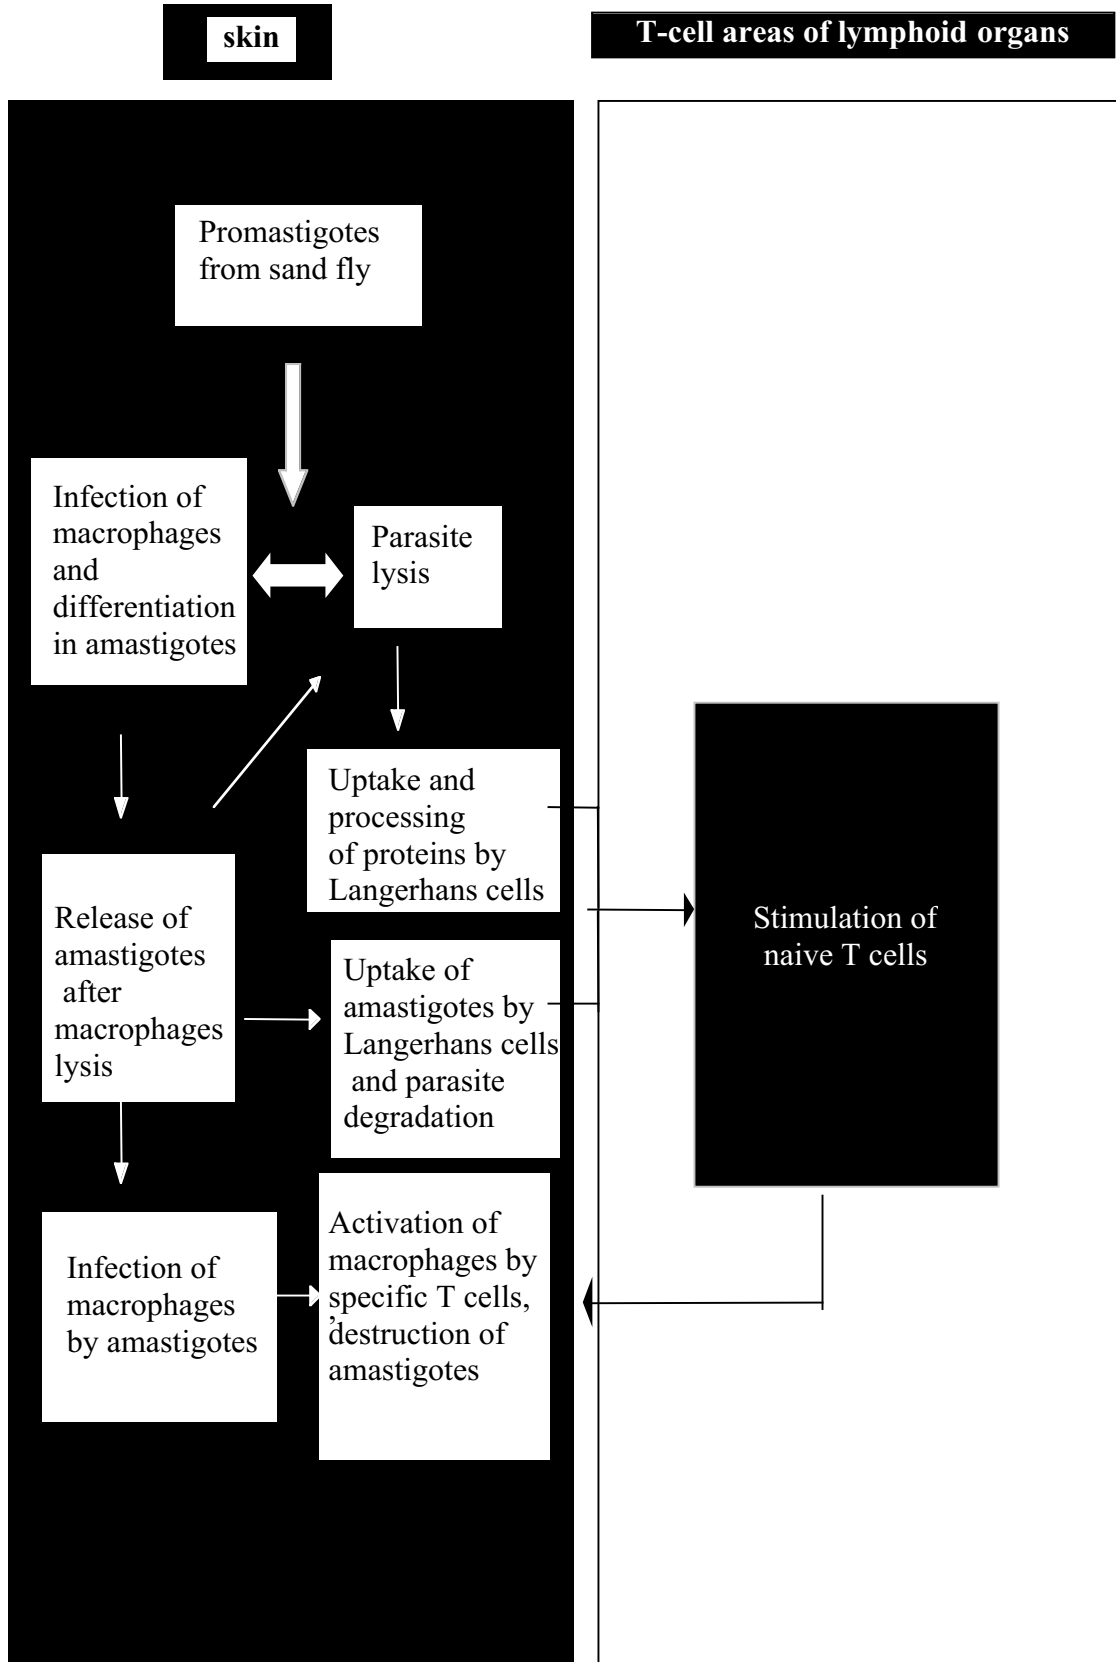 skin
T-cell areas of lymphoid organs
Promastigotes
from sand fly
Infection of
macrophages
and
differentiation
in amastigotes
Parasite
lysis
Uptake and
processing
of proteins by
Langerhans cells
Release of
amastigotes
after
macrophages
lysis
Uptake of
amastigotes by
Langerhans cells
and parasite
degradation
Stimulation of
naive T cells
Infection of
macrophages
by amastigotes
Activation of
macrophages by
specific T cells,
,
destruction of
amastigotes